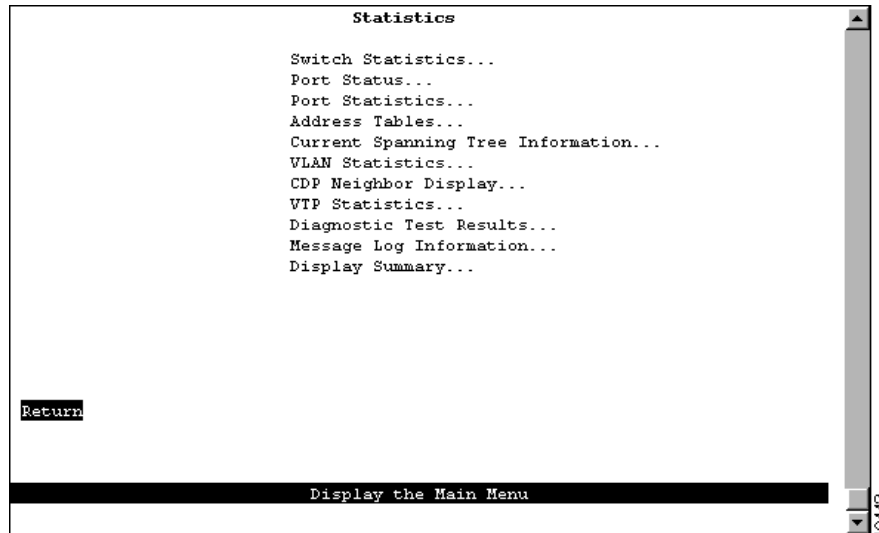 Statistics
Switch Statistics...
Port Status...
Port Statistics...
Address Tables...
Current Spanning Tree Information...
VLAN Statistics...
CDP Neighbor Display...
VTP Statistics...
Diagnostic Test Results...
Message Log Information...
Display Summary...
Return
Display the Main Menu